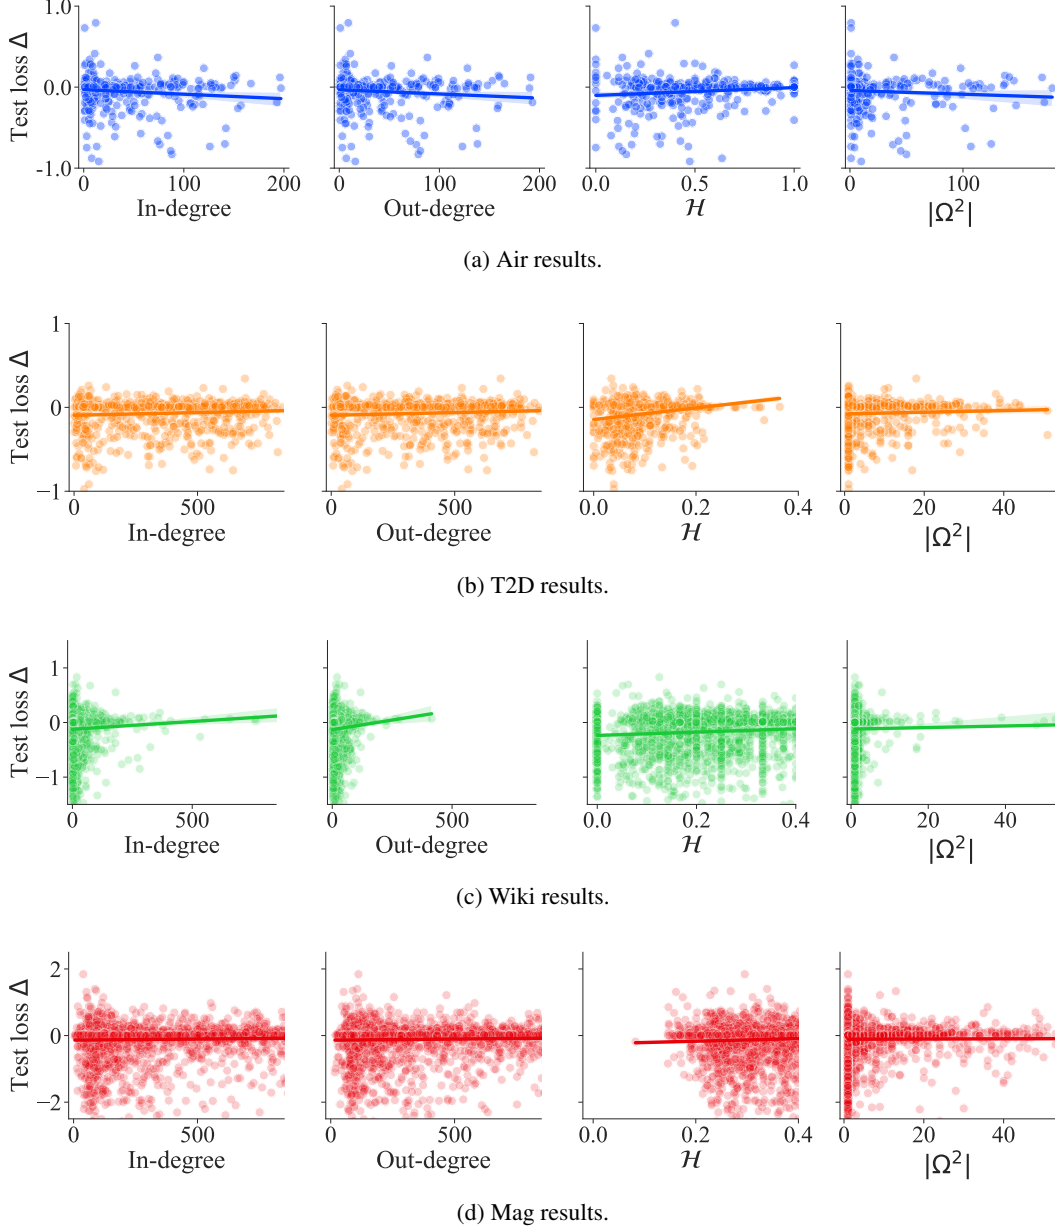 1.0
0.0
-1.0
Test loss Δ
0 100 200 0 100 200 0.0 0.5 1.0 0 100
In-degree Out-degree ℋ |Ω²|
(a) Air results.
1
0
−1
Test loss Δ
0 500 0 500 0.0 0.2 0.4 0 20 40
In-degree Out-degree ℋ |Ω²|
(b) T2D results.
1
0
−1
Test loss Δ
0 500 0 500 0.0 0.2 0.4 0 20 40
In-degree Out-degree ℋ |Ω²|
(c) Wiki results.
2
0
−2
Test loss Δ
0 500 0 500 0.0 0.2 0.4 0 20 40
In-degree Out-degree ℋ |Ω²|
(d) Mag results.